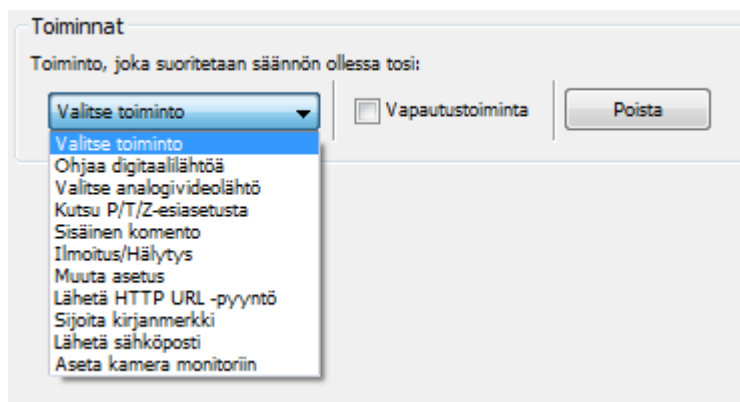 Toiminnat
Toiminto, joka suoritetaan säännön ollessa tosi:
Valitse toiminto
Vapautustoiminta
Poista
Valitse toiminto
Ohjaa digitaalilähtöä
Valitse analogivideolähtö
Kutsu P/T/Z-esiasetusta
Sisäinen komento
Ilmoitus/Hälytys
Muuta asetus
Lähetä HTTP URL -pyyntö
Sijoita kirjanmerkki
Lähetä sähköposti
Aseta kamera monitoriin